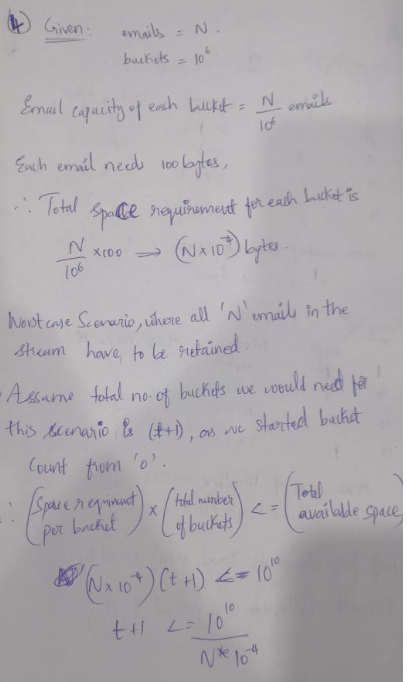 4) Given: emails = N.
buckets = 10^6
Email capacity of each bucket = N/10^6 emails
Each email need 100 bytes,
∴ Total space requirement for each bucket is
N/10^6 × 100 ⟹ (N × 10^-4) bytes.
Worst case Scenario, where all 'N' emails in the
stream have to be retained.
Assume total no. of buckets we would need for
this scenario is (t+1), as we started bucket
count from '0'.
∴ (Space requirement per bucket) × (total number of buckets) <= (Total available space)
(N × 10^-4) (t+1) <= 10^10
t+1 <= 10^10 / N * 10^-4